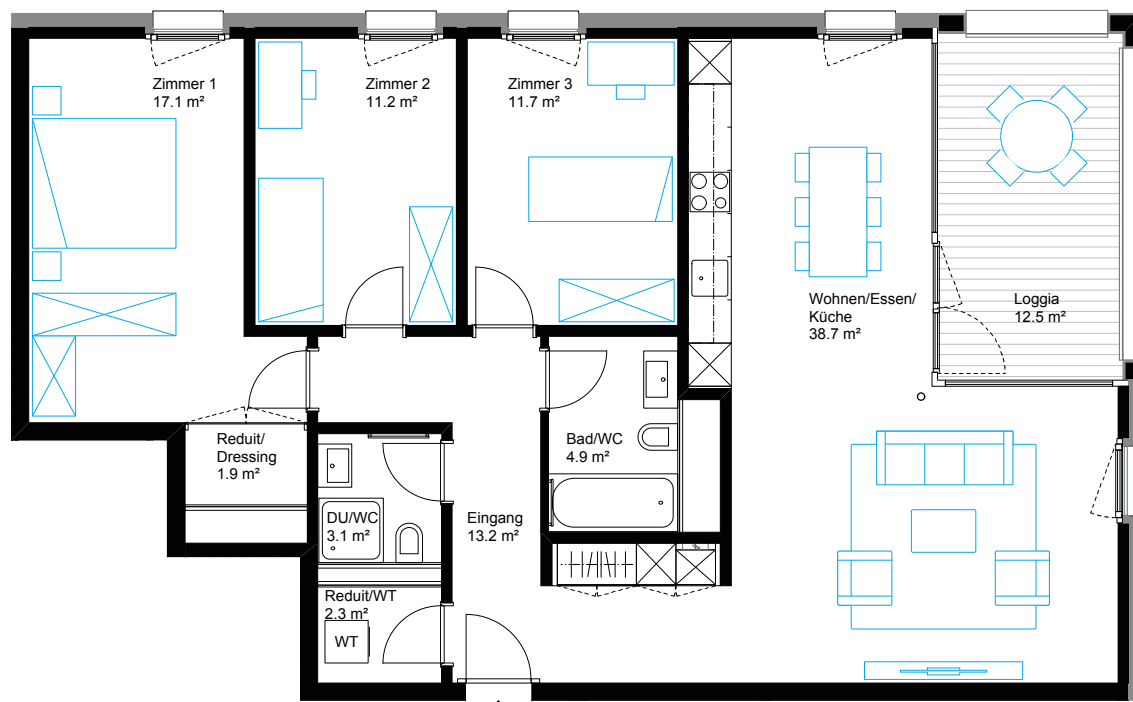 Zimmer 1
17.1 m²
Zimmer 2
11.2 m²
Zimmer 3
11.7 m²
Wohnen/Essen/
Küche
38.7 m²
Loggia
12.5 m²
Reduit/
Dressing
1.9 m²
Bad/WC
4.9 m²
DU/WC
3.1 m²
Eingang
13.2 m²
Reduit/WT
2.3 m²
WT